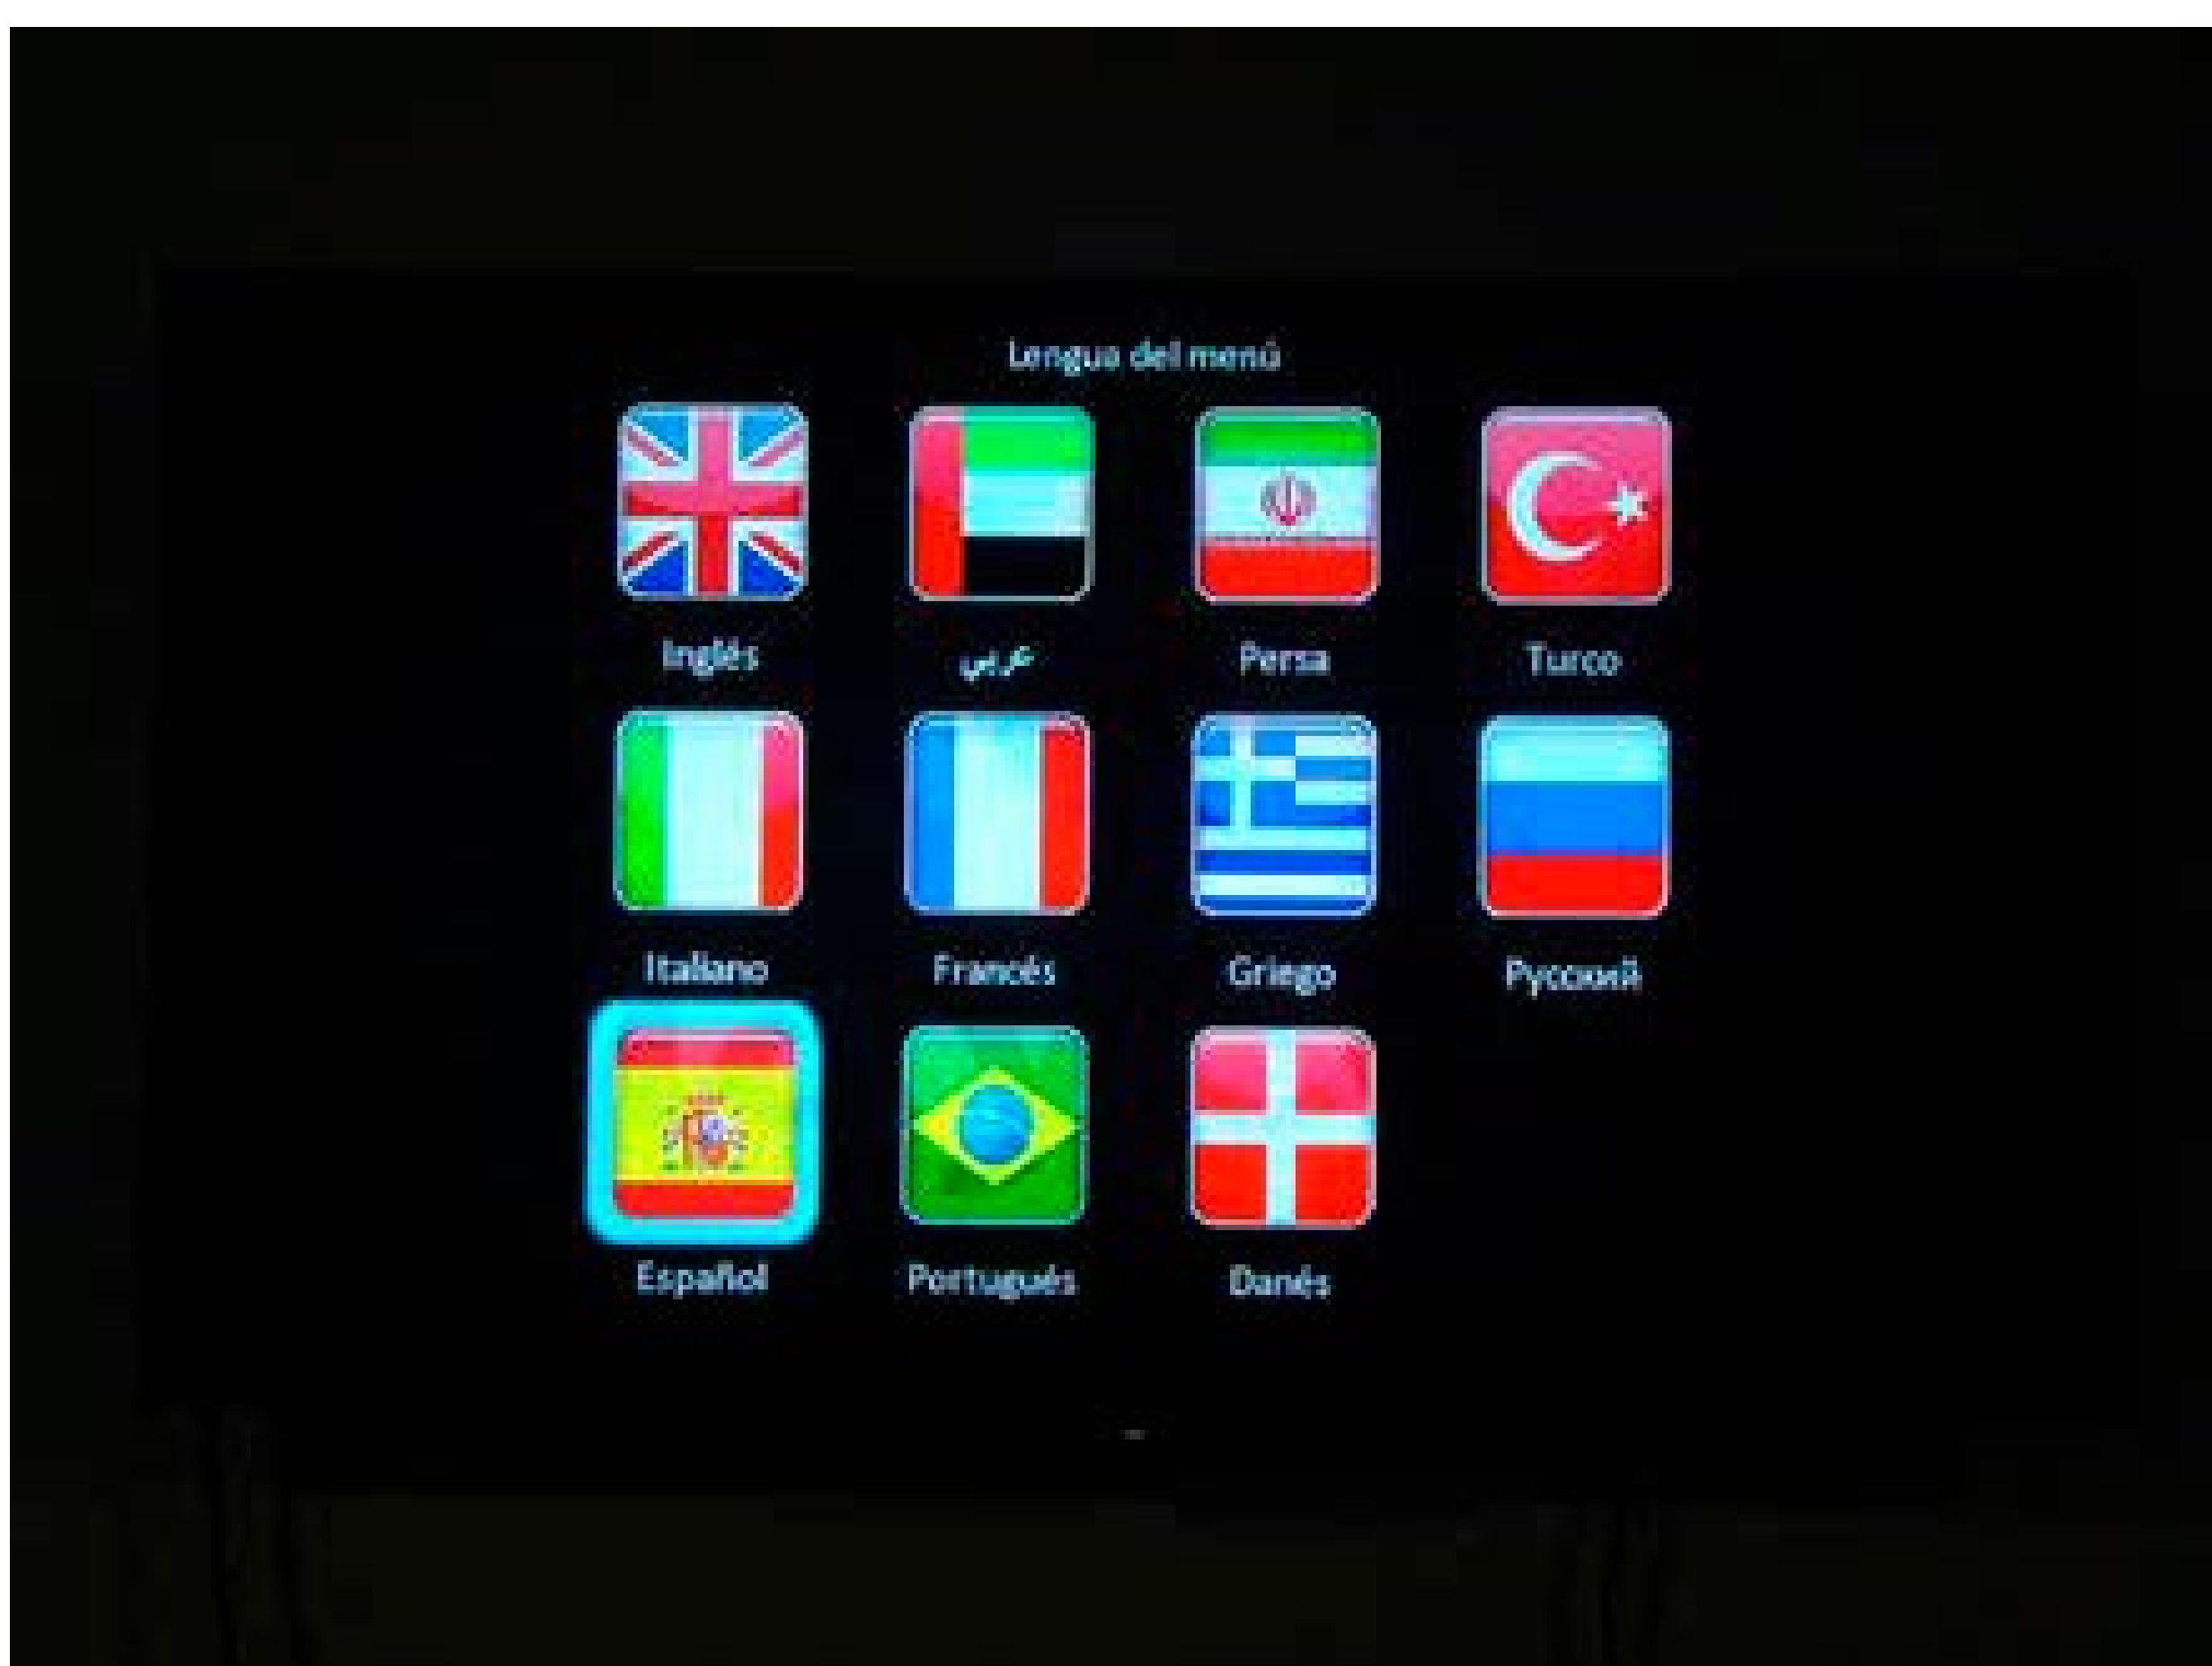 Lengua del menú
Inglés عربي Persa Turco
Italiano Francés Griego Русский
Español Portugués Danés